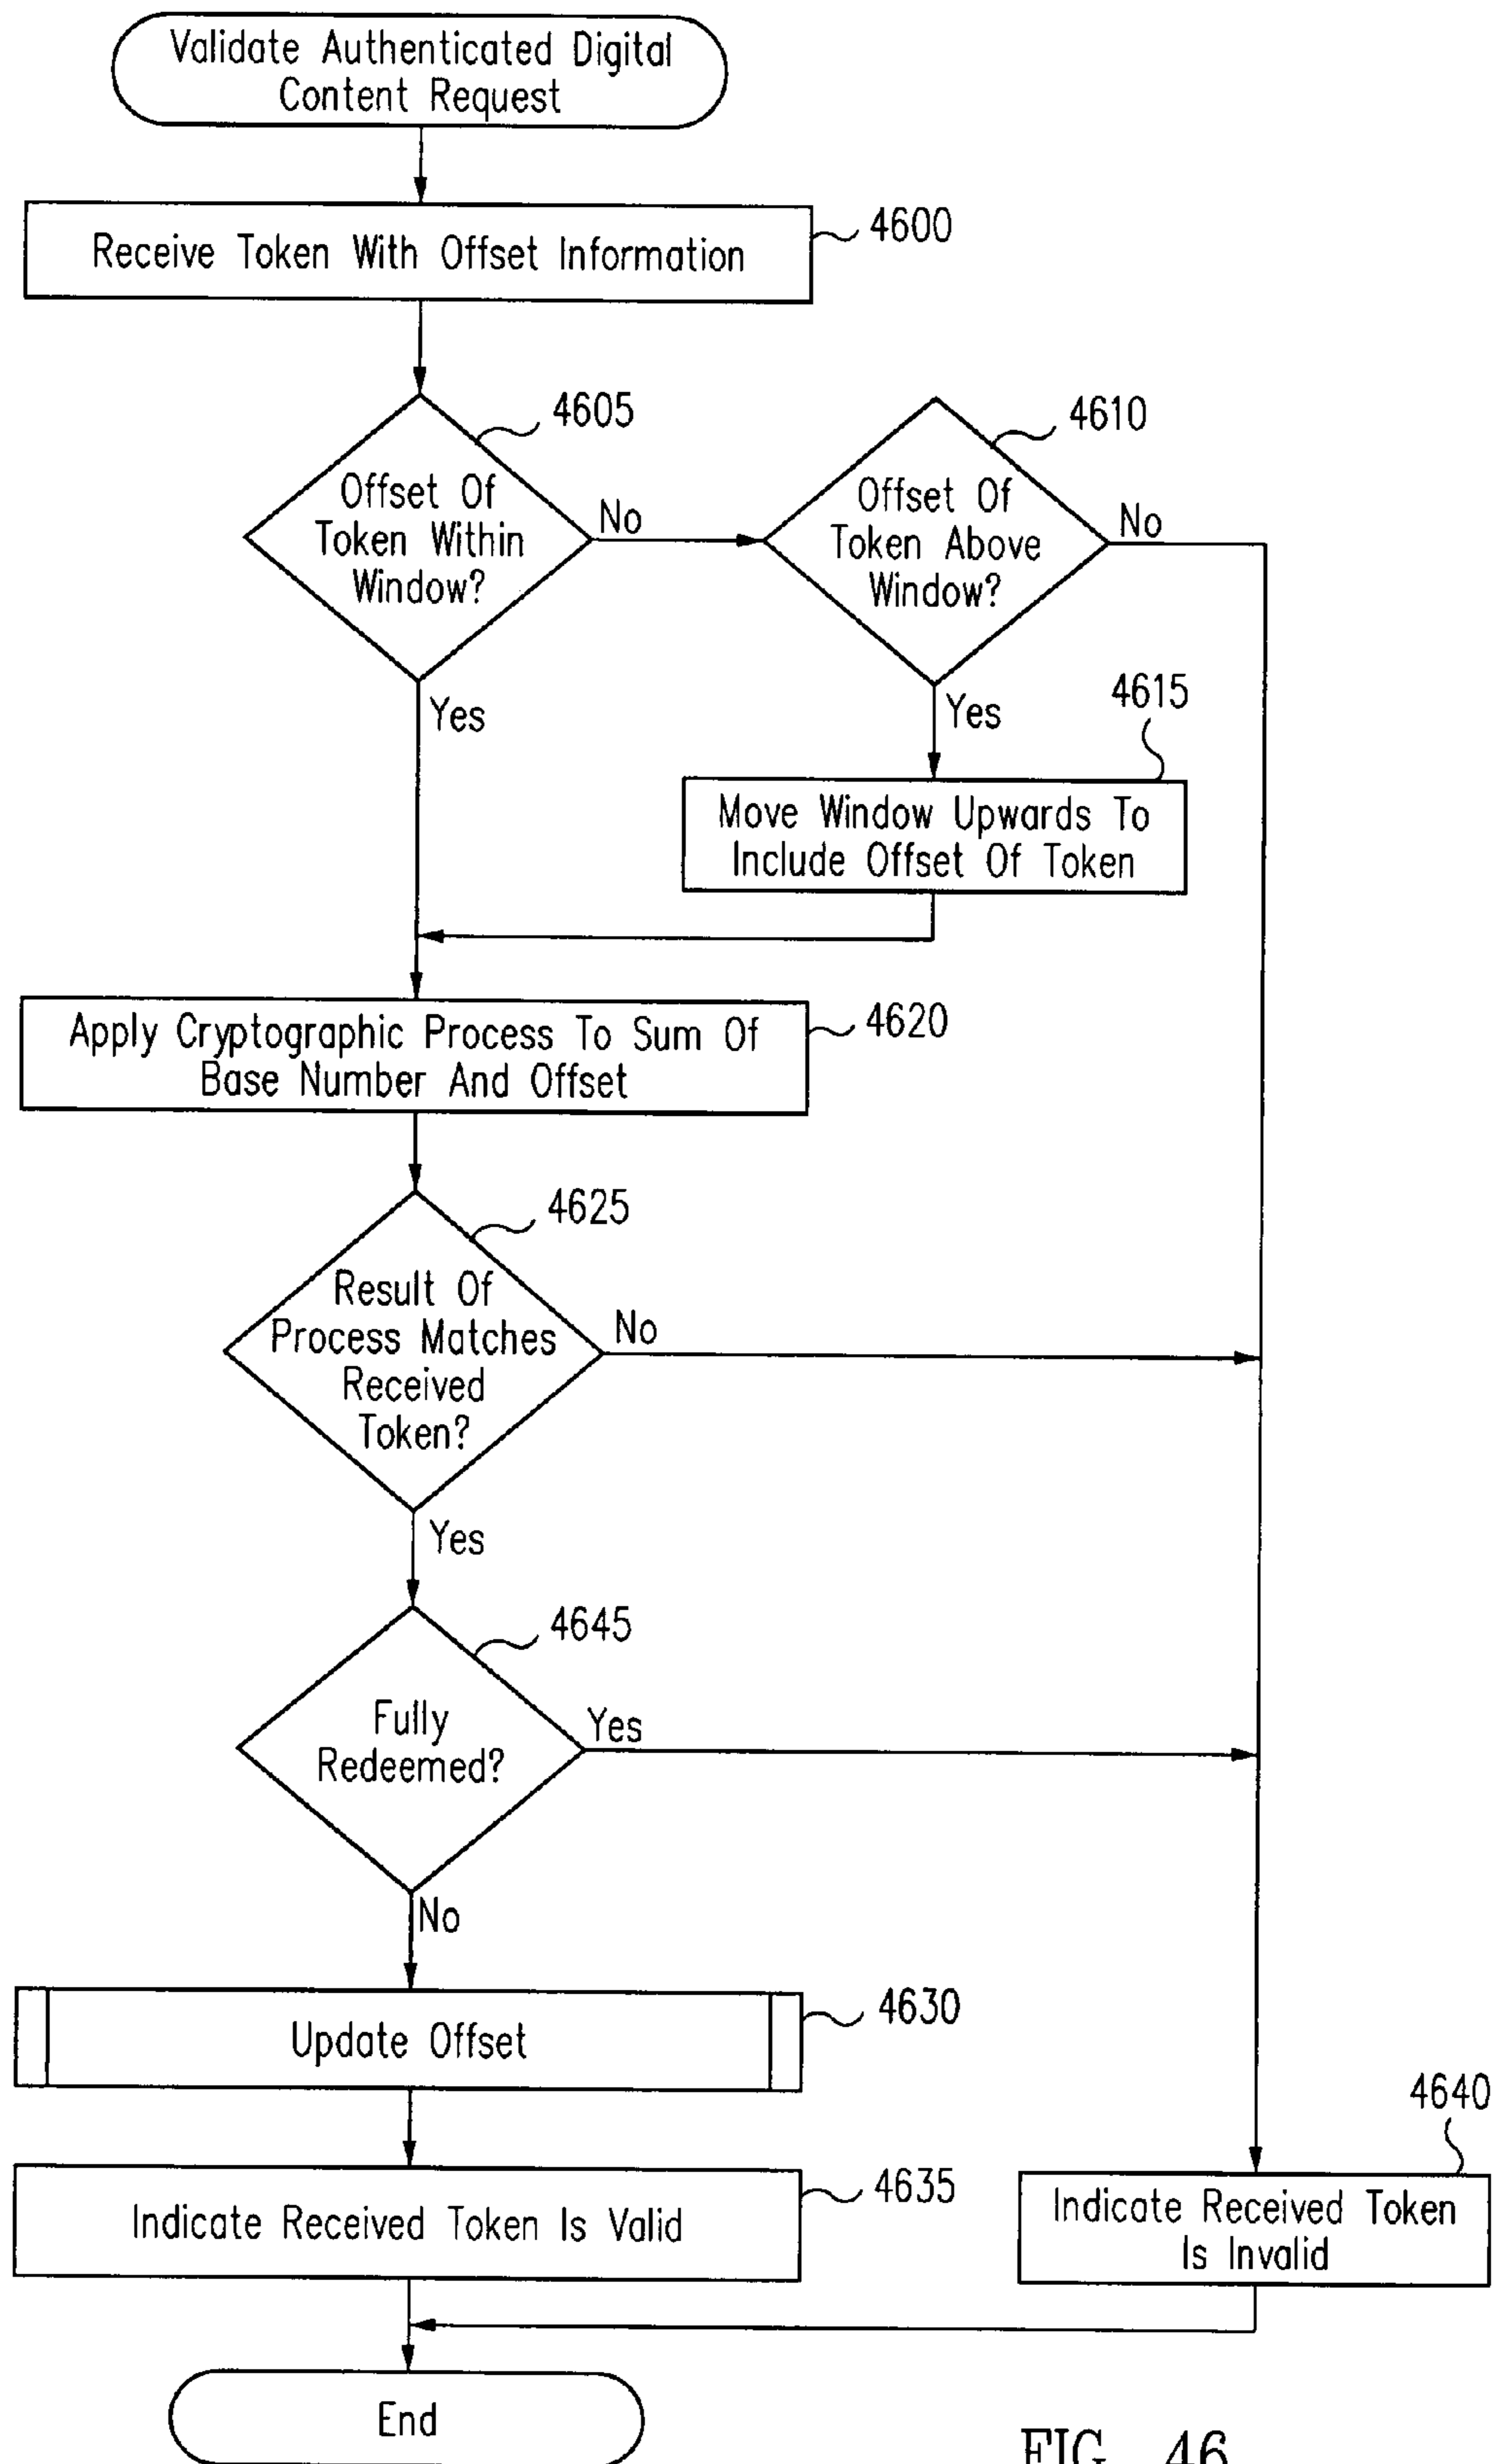 Validate Authenticated Digital
Content Request
Receive Token With Offset Information
4600
4605
Offset Of
Token Within
Window?
No
Yes
4610
Offset Of
Token Above
Window?
No
Yes
4615
Move Window Upwards To
Include Offset Of Token
Apply Cryptographic Process To Sum Of
Base Number And Offset
4620
4625
Result Of
Process Matches
Received
Token?
No
Yes
4645
Fully
Redeemed?
Yes
No
Update Offset
4630
Indicate Received Token Is Valid
4635
4640
Indicate Received Token
Is Invalid
End
FIG. 46